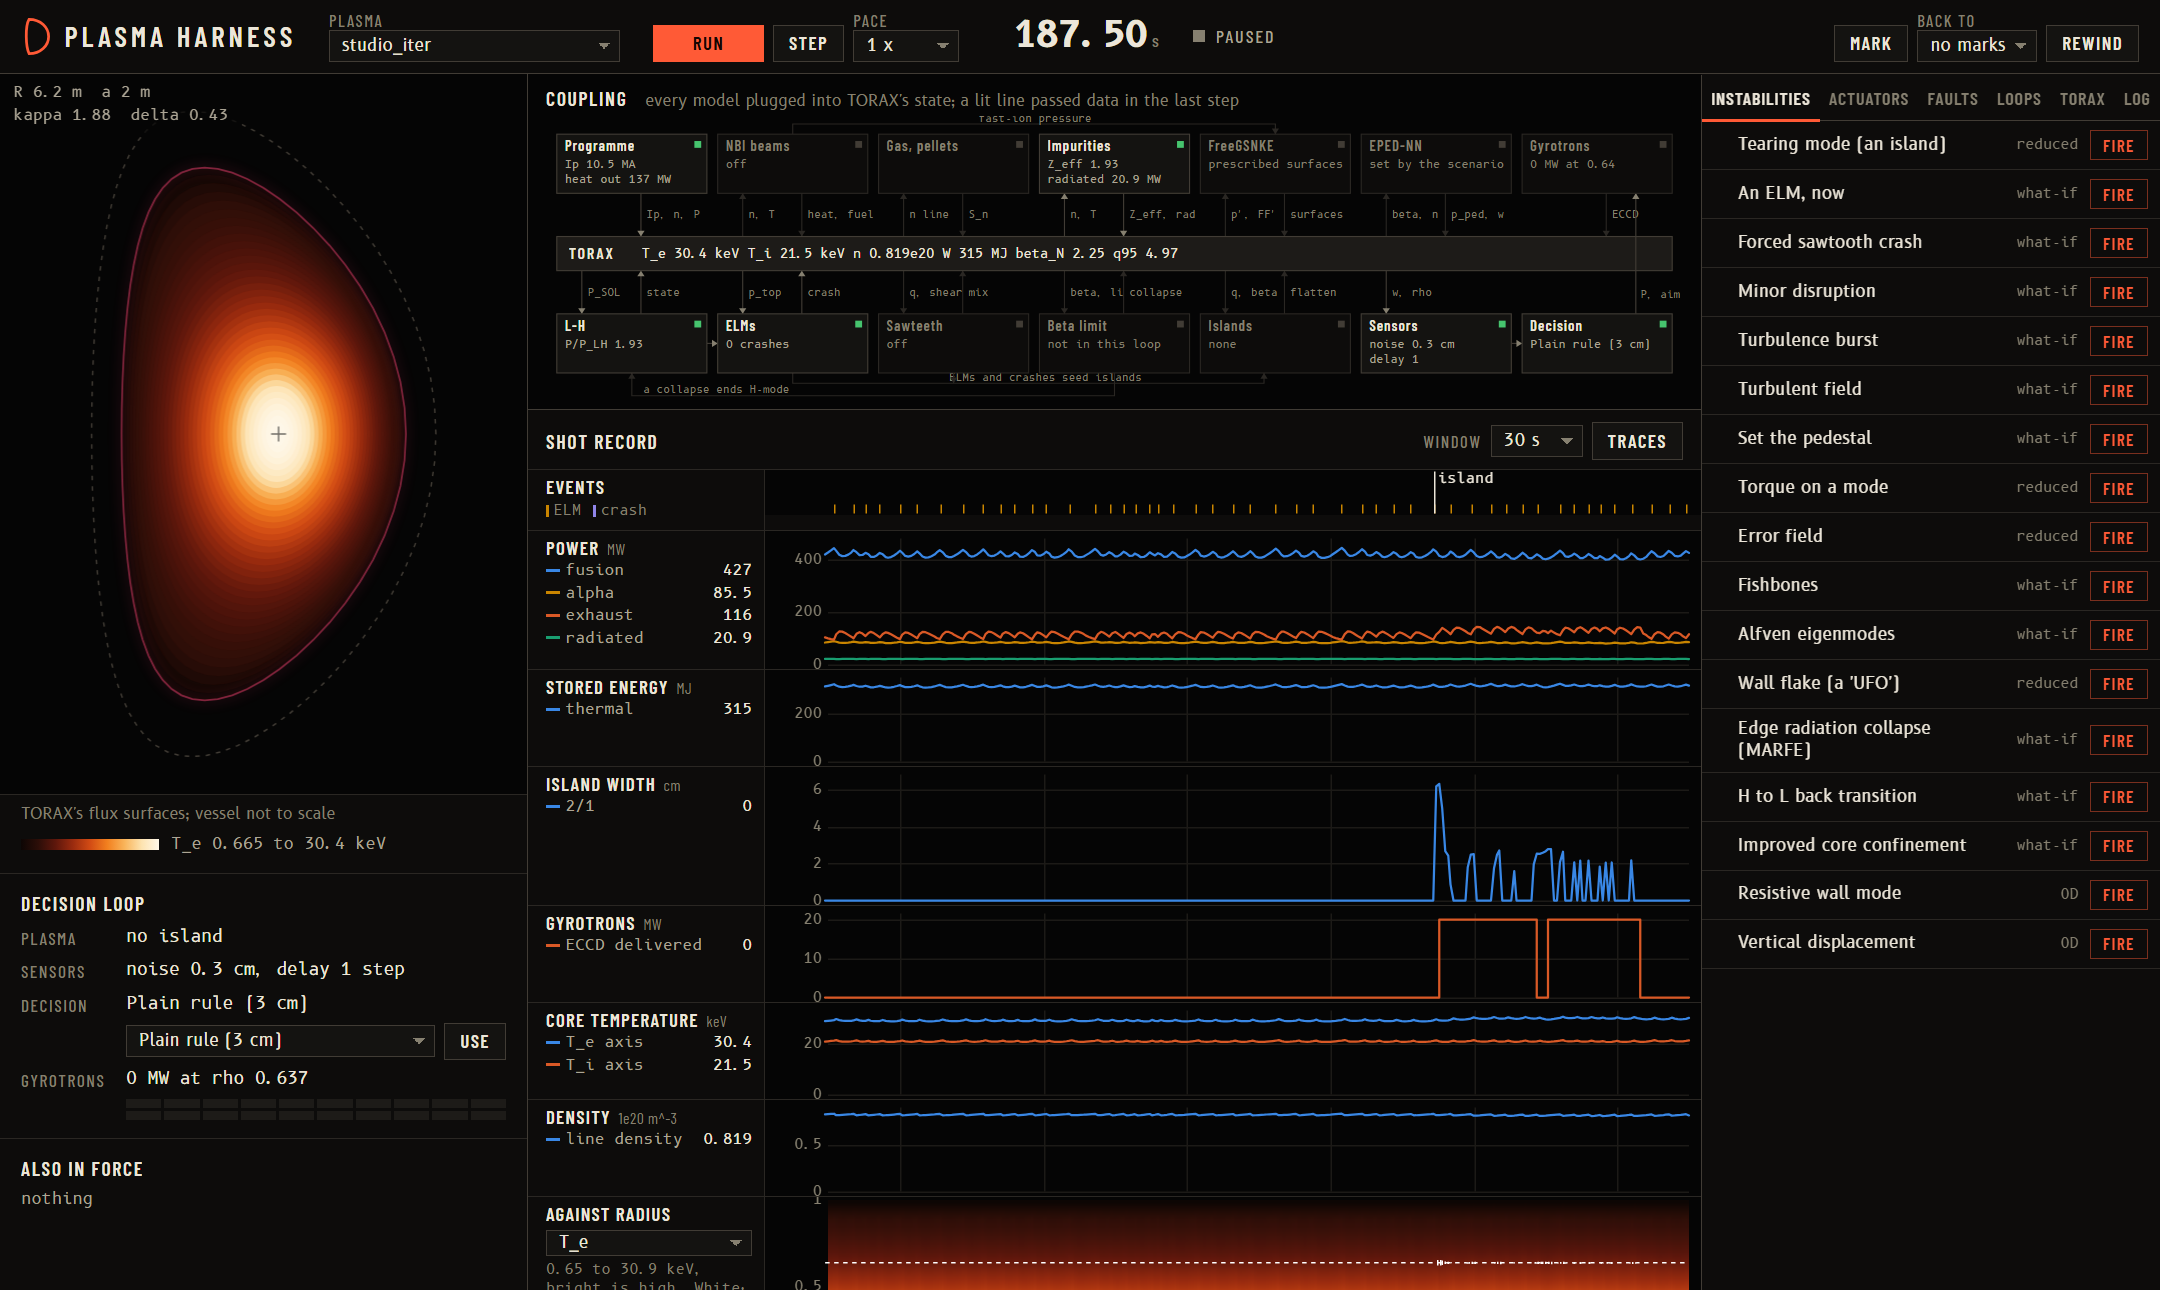 PLASMA HARNESS
PLASMA
studio_iter
RUN
STEP
PACE
1 x
187.50 s
PAUSED
MARK
BACK TO
no marks
REWIND
R 6.2 m a 2 m
kappa 1.88 delta 0.43
TORAX's flux surfaces; vessel not to scale
T_e 0.665 to 30.4 keV
DECISION LOOP
PLASMA no island
SENSORS noise 0.3 cm, delay 1 step
DECISION Plain rule (3 cm)
Plain rule (3 cm) USE
GYROTRONS 0 MW at rho 0.637
ALSO IN FORCE
nothing
COUPLING every model plugged into TORAX's state; a lit line passed data in the last step
fast-ion pressure
Programme
Ip 10.5 MA
heat out 137 MW
NBI beams
off
Gas, pellets
Impurities
Z_eff 1.93
radiated 20.9 MW
FreeGSNKE
prescribed surfaces
EPED-NN
set by the scenario
Gyrotrons
0 MW at 0.64
Ip, n, P
n, T
heat, fuel
n line
S_n
n, T
Z_eff, rad
p', FF'
surfaces
beta, n
p_ped, w
ECCD
TORAX T_e 30.4 keV T_i 21.5 keV n 0.819e20 W 315 MJ beta_N 2.25 q95 4.97
P_SOL
state
p_top
crash
q, shear
mix
beta, li
collapse
q, beta
flatten
w, rho
P, aim
L-H
P/P_LH 1.93
ELMs
0 crashes
Sawteeth
off
Beta limit
not in this loop
Islands
none
Sensors
noise 0.3 cm
delay 1
Decision
Plain rule (3 cm)
ELMs and crashes seed islands
a collapse ends H-mode
SHOT RECORD
WINDOW
30 s
TRACES
EVENTS
ELM crash
island
POWER MW
fusion 427
alpha 85.5
exhaust 116
radiated 20.9
400
200
0
STORED ENERGY MJ
thermal 315
200
0
ISLAND WIDTH cm
2/1 0
6
4
2
0
GYROTRONS MW
ECCD delivered 0
20
10
0
CORE TEMPERATURE keV
T_e axis 30.4
T_i axis 21.5
20
0
DENSITY 1e20 m^-3
line density 0.819
0.5
0
AGAINST RADIUS
T_e
0.65 to 30.9 keV,
bright is high. White:
1
0.5
INSTABILITIES ACTUATORS FAULTS LOOPS TORAX LOG
Tearing mode (an island) reduced FIRE
An ELM, now what-if FIRE
Forced sawtooth crash what-if FIRE
Minor disruption what-if FIRE
Turbulence burst what-if FIRE
Turbulent field what-if FIRE
Set the pedestal what-if FIRE
Torque on a mode reduced FIRE
Error field reduced FIRE
Fishbones what-if FIRE
Alfven eigenmodes what-if FIRE
Wall flake (a 'UFO') reduced FIRE
Edge radiation collapse
(MARFE) what-if FIRE
H to L back transition what-if FIRE
Improved core confinement what-if FIRE
Resistive wall mode 0D FIRE
Vertical displacement 0D FIRE